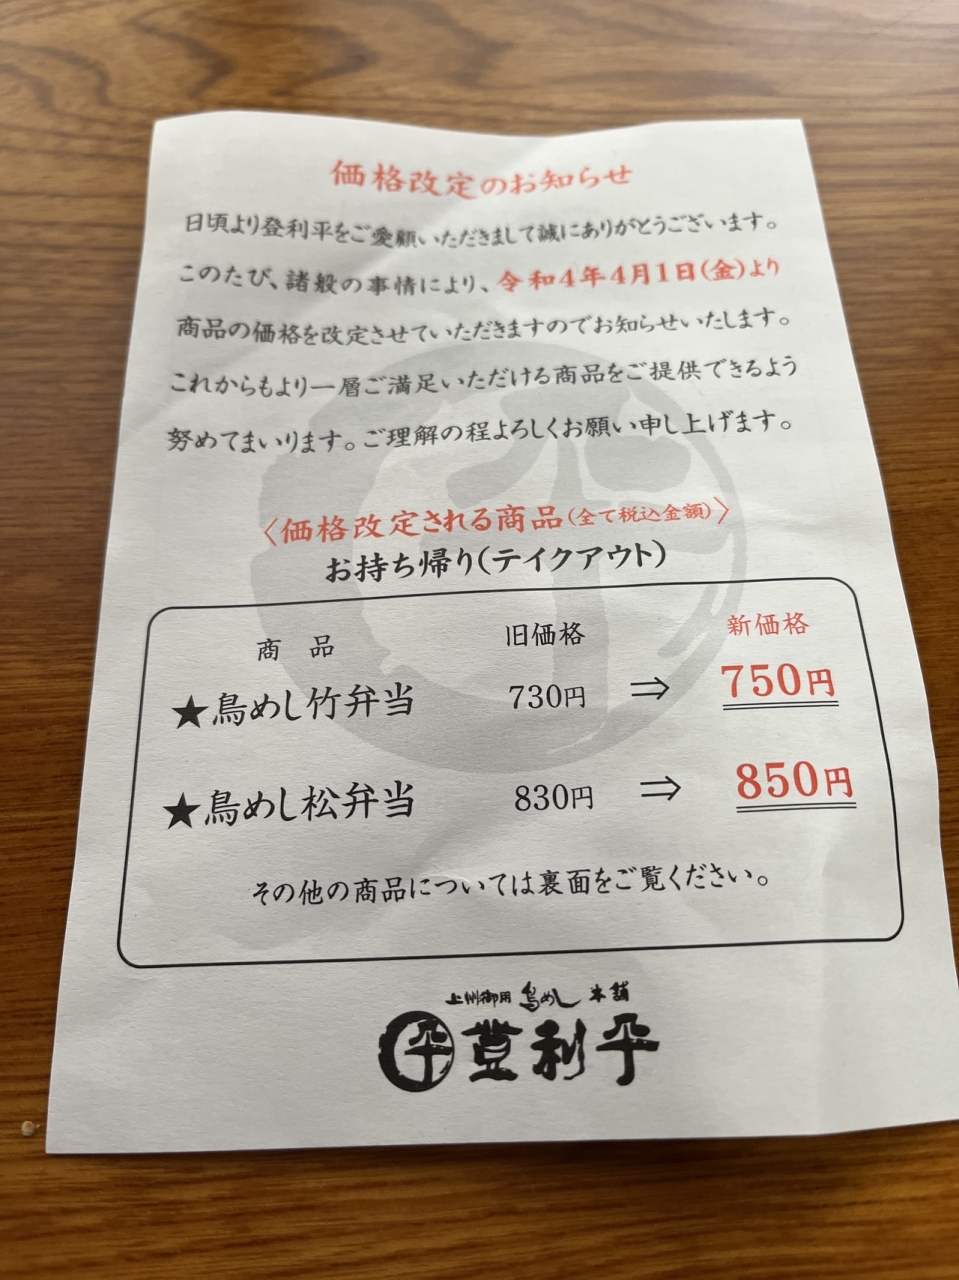 価格改定のお知らせ
日頃より登利平をご愛顧いただきまして誠にありがとうございます。
このたび、諸般の事情により、令和4年4月1日(金)より
商品の価格を改定させていただきますのでお知らせいたします。
これからもより一層ご満足いただける商品をご提供できるよう
努めてまいります。ご理解の程よろしくお願い申し上げます。
〈価格改定される商品(全て税込金額)〉
お持ち帰り(テイクアウト)
商品 旧価格 新価格
★鳥めし竹弁当 730円 ⇒ 750円
★鳥めし松弁当 830円 ⇒ 850円
その他の商品については裏面をご覧ください。
上州御用 鳥めし 本舗
平 登利平